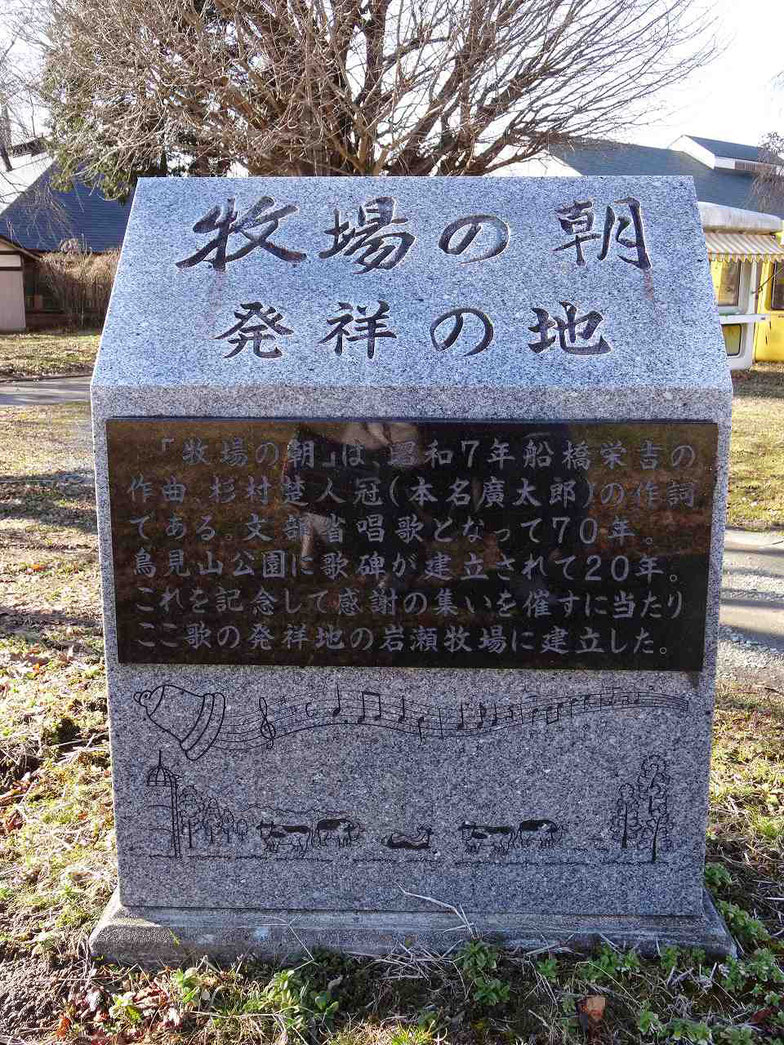 牧場の朝
発祥の地
「牧場の朝」は、昭和7年船橋栄吉の
作曲、杉村楚人冠(本名廣太郎)の作詞
である。文部省唱歌となって70年。
鳥見山公園に歌碑が建立されて20年。
これを記念して感謝の集いを催すに当たり
ここ歌の発祥地の岩瀬牧場に建立した。